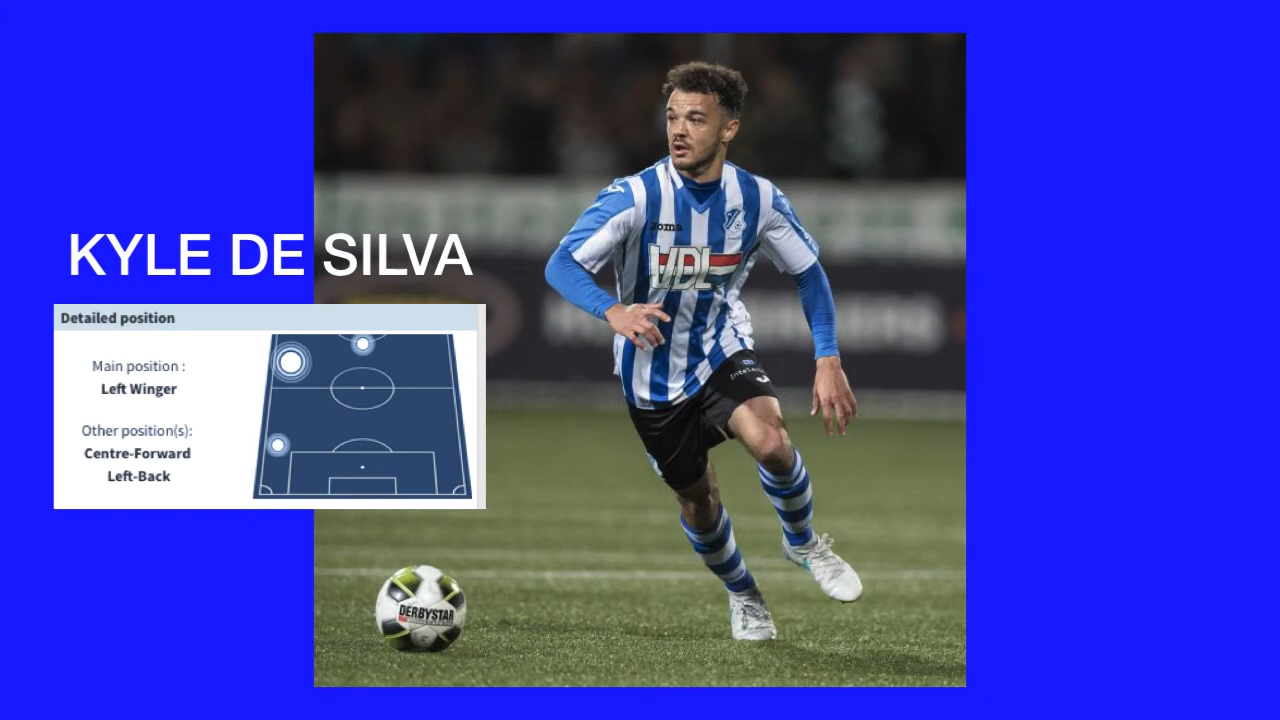 KYLE DE SILVA
Detailed position
Main position :
Left Winger
Other position(s):
Centre-Forward
Left-Back
Joma
VDL
DERBYSTAR